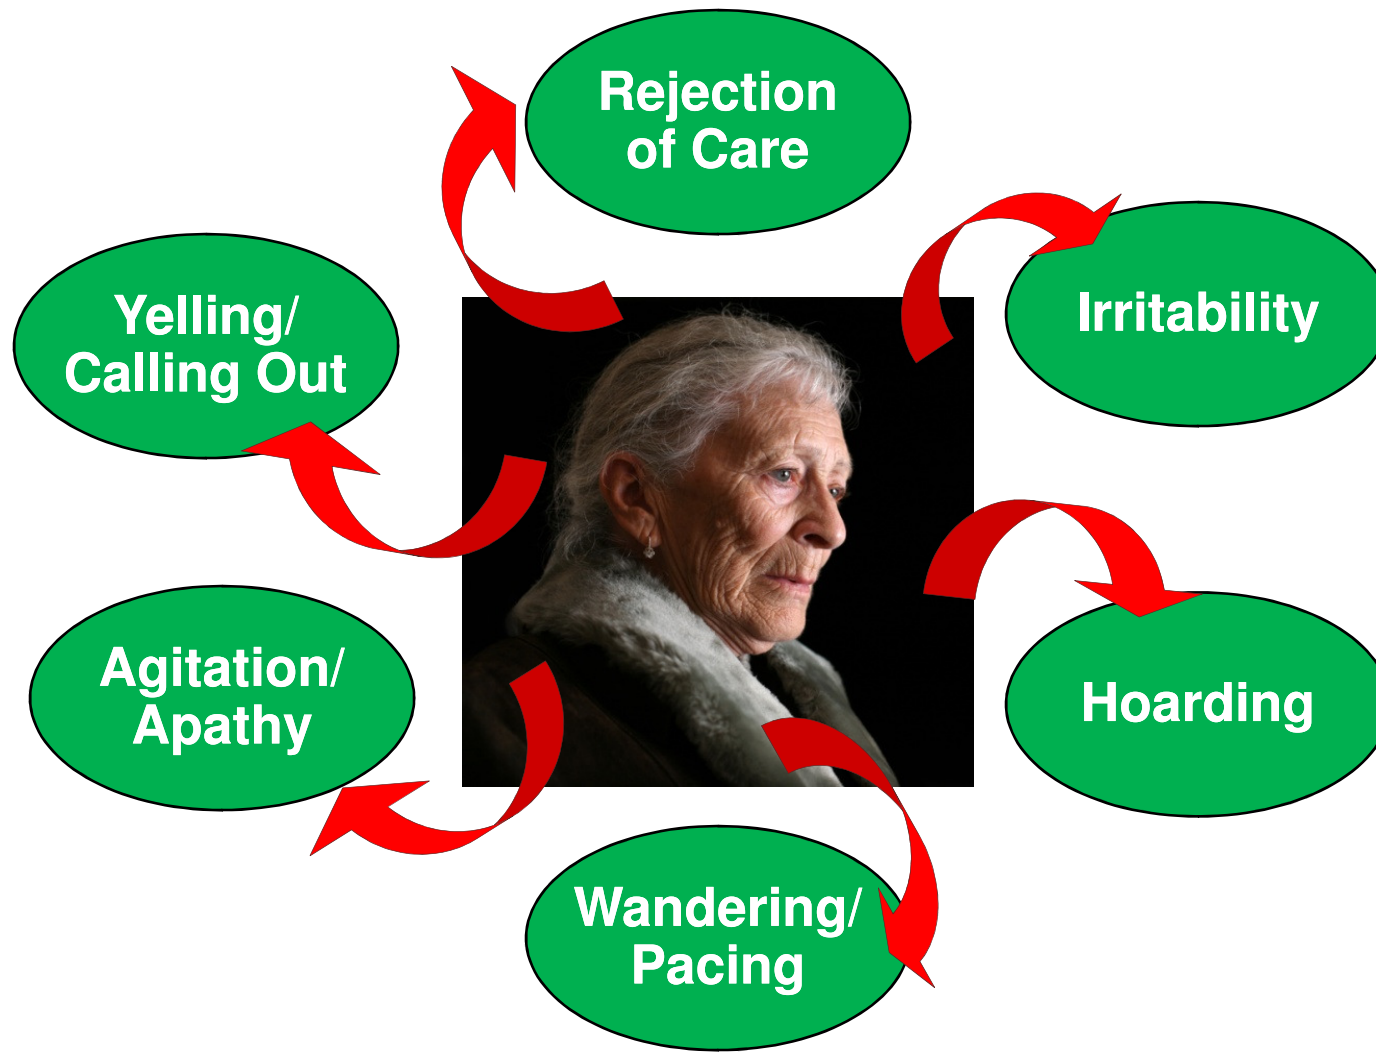 Rejection
of Care
Irritability
Yelling/
Calling Out
Agitation/
Apathy
Hoarding
Wandering/
Pacing